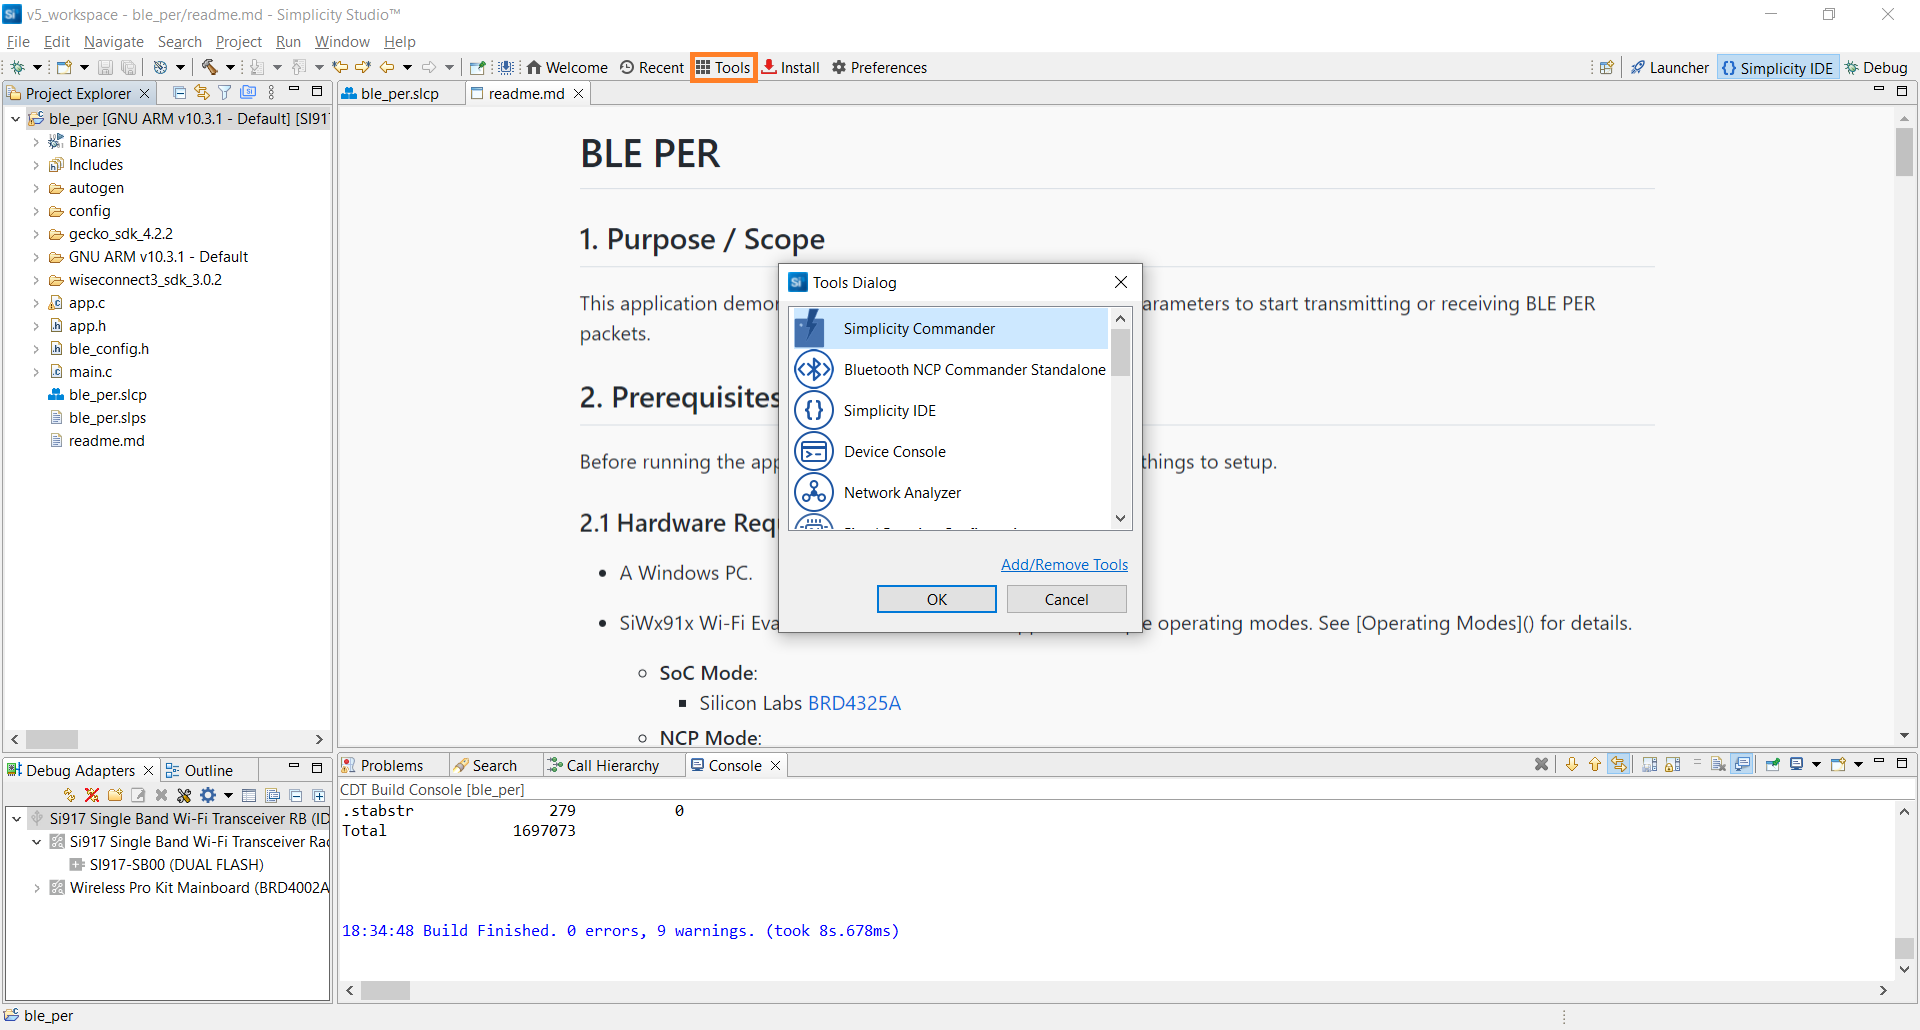 v5_workspace - ble_per/readme.md - Simplicity Studio™
File Edit Navigate Search Project Run Window Help
Welcome Recent Tools Install Preferences Launcher Simplicity IDE Debug
Project Explorer
ble_per [GNU ARM v10.3.1 - Default] [SI91
Binaries
Includes
autogen
config
gecko_sdk_4.2.2
GNU ARM v10.3.1 - Default
wiseconnect3_sdk_3.0.2
app.c
app.h
ble_config.h
main.c
ble_per.slcp
ble_per.slps
readme.md
ble_per.slcp readme.md
BLE PER
1. Purpose / Scope
This application demon arameters to start transmitting or receiving BLE PER
packets.
2. Prerequisites
Before running the app things to setup.
2.1 Hardware Req
• A Windows PC.
• SiWx91x Wi-Fi Eva e operating modes. See [Operating Modes]() for details.
SoC Mode:
Silicon Labs BRD4325A
NCP Mode:
Si Tools Dialog
Simplicity Commander
Bluetooth NCP Commander Standalone
Simplicity IDE
Device Console
Network Analyzer
Add/Remove Tools
OK Cancel
Debug Adapters Outline
Si917 Single Band Wi-Fi Transceiver RB (ID
Si917 Single Band Wi-Fi Transceiver Rad
SI917-SB00 (DUAL FLASH)
Wireless Pro Kit Mainboard (BRD4002A
Problems Search Call Hierarchy Console
CDT Build Console [ble_per]
.stabstr 279 0
Total 1697073
18:34:48 Build Finished. 0 errors, 9 warnings. (took 8s.678ms)
ble_per